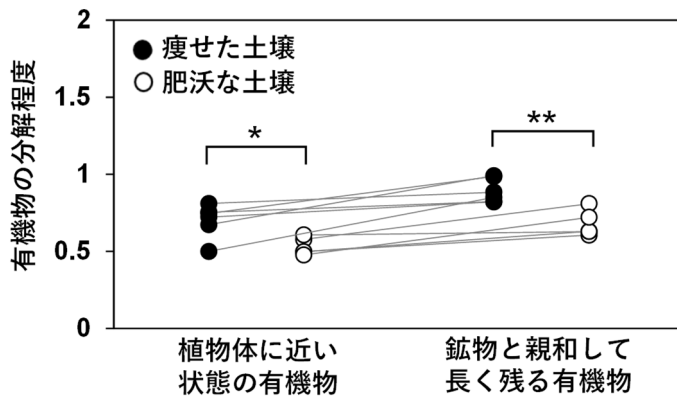 有機物の分解程度
2
1.5
1
0.5
0
痩せた土壌
肥沃な土壌
*
**
植物体に近い
状態の有機物
鉱物と親和して
長く残る有機物